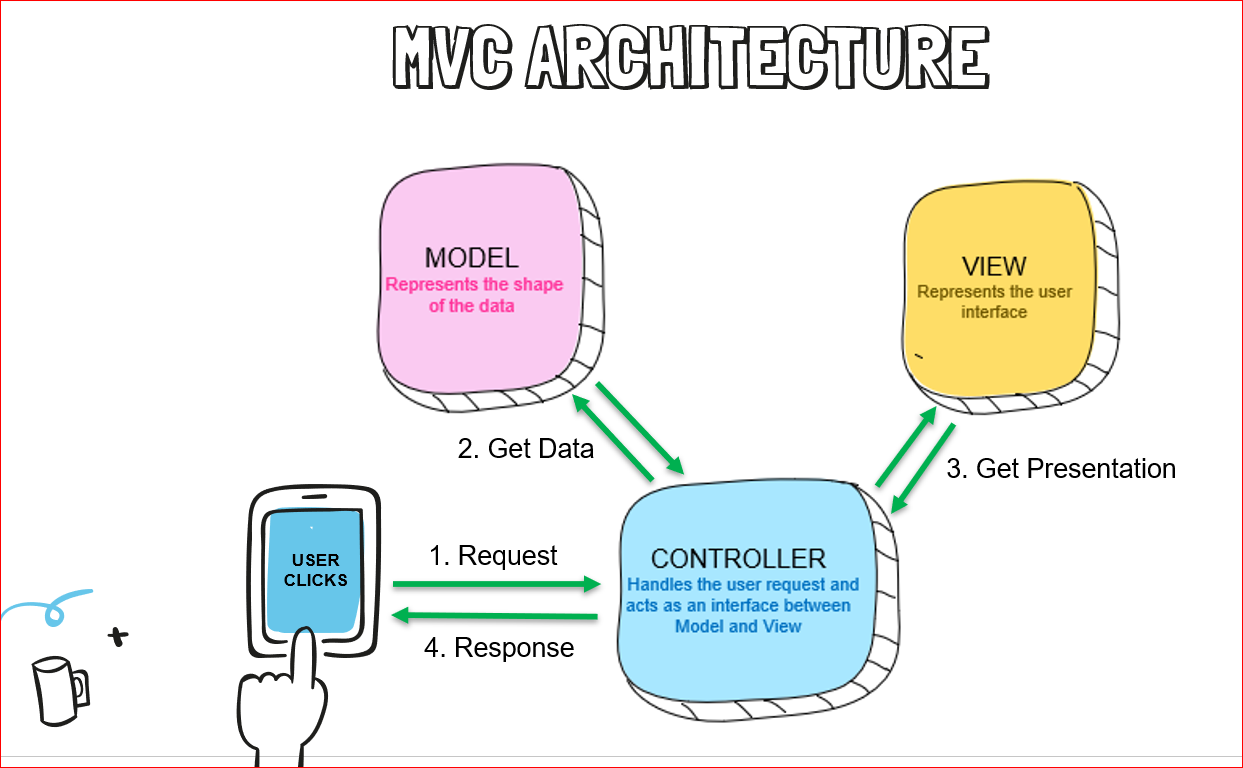 MVC ARCHITECTURE
MODEL
Represents the shape
of the data
VIEW
Represents the user
interface
2. Get Data
3. Get Presentation
USER
CLICKS
1. Request
4. Response
CONTROLLER
Handles the user request and
acts as an interface between
Model and View